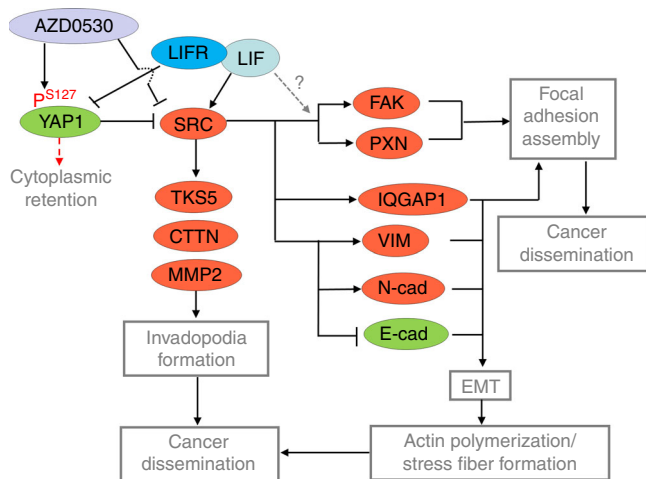 AZD0530
LIFR
LIF
?
P^S127
YAP1
SRC
FAK
PXN
Focal
adhesion
assembly
Cytoplasmic
retention
TKS5
CTTN
MMP2
IQGAP1
VIM
N-cad
E-cad
Cancer
dissemination
Invadopodia
formation
EMT
Cancer
dissemination
Actin polymerization/
stress fiber formation